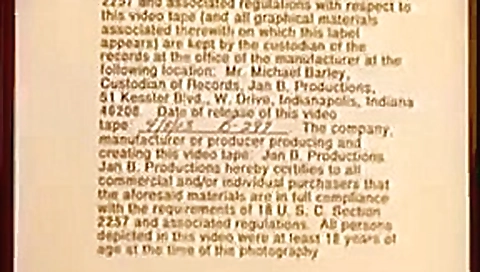 2257 and associated regulations with respect to
this video tape (and all graphical materials
associated therewith on which this label
appears) are kept by the custodian of the
records at the office of the manufacturer at the
following location: Mr. Michael Barley,
Custodian of Records, Jan B. Productions,
51 Kessler Blvd., W. Drive, Indianapolis, Indiana
46208. Date of release of this video
tape: The company,
manufacturer or producer producing and
creating this video tape: Jan B. Productions
Jan B. Productions hereby certifies to all
commercial and/or individual purchasers that
the aforesaid materials are in full compliance
with the requirements of 18 U. S. C. Section
2257 and associated regulations. All persons
depicted in this video were at least 18 years of
age at the time of the photography